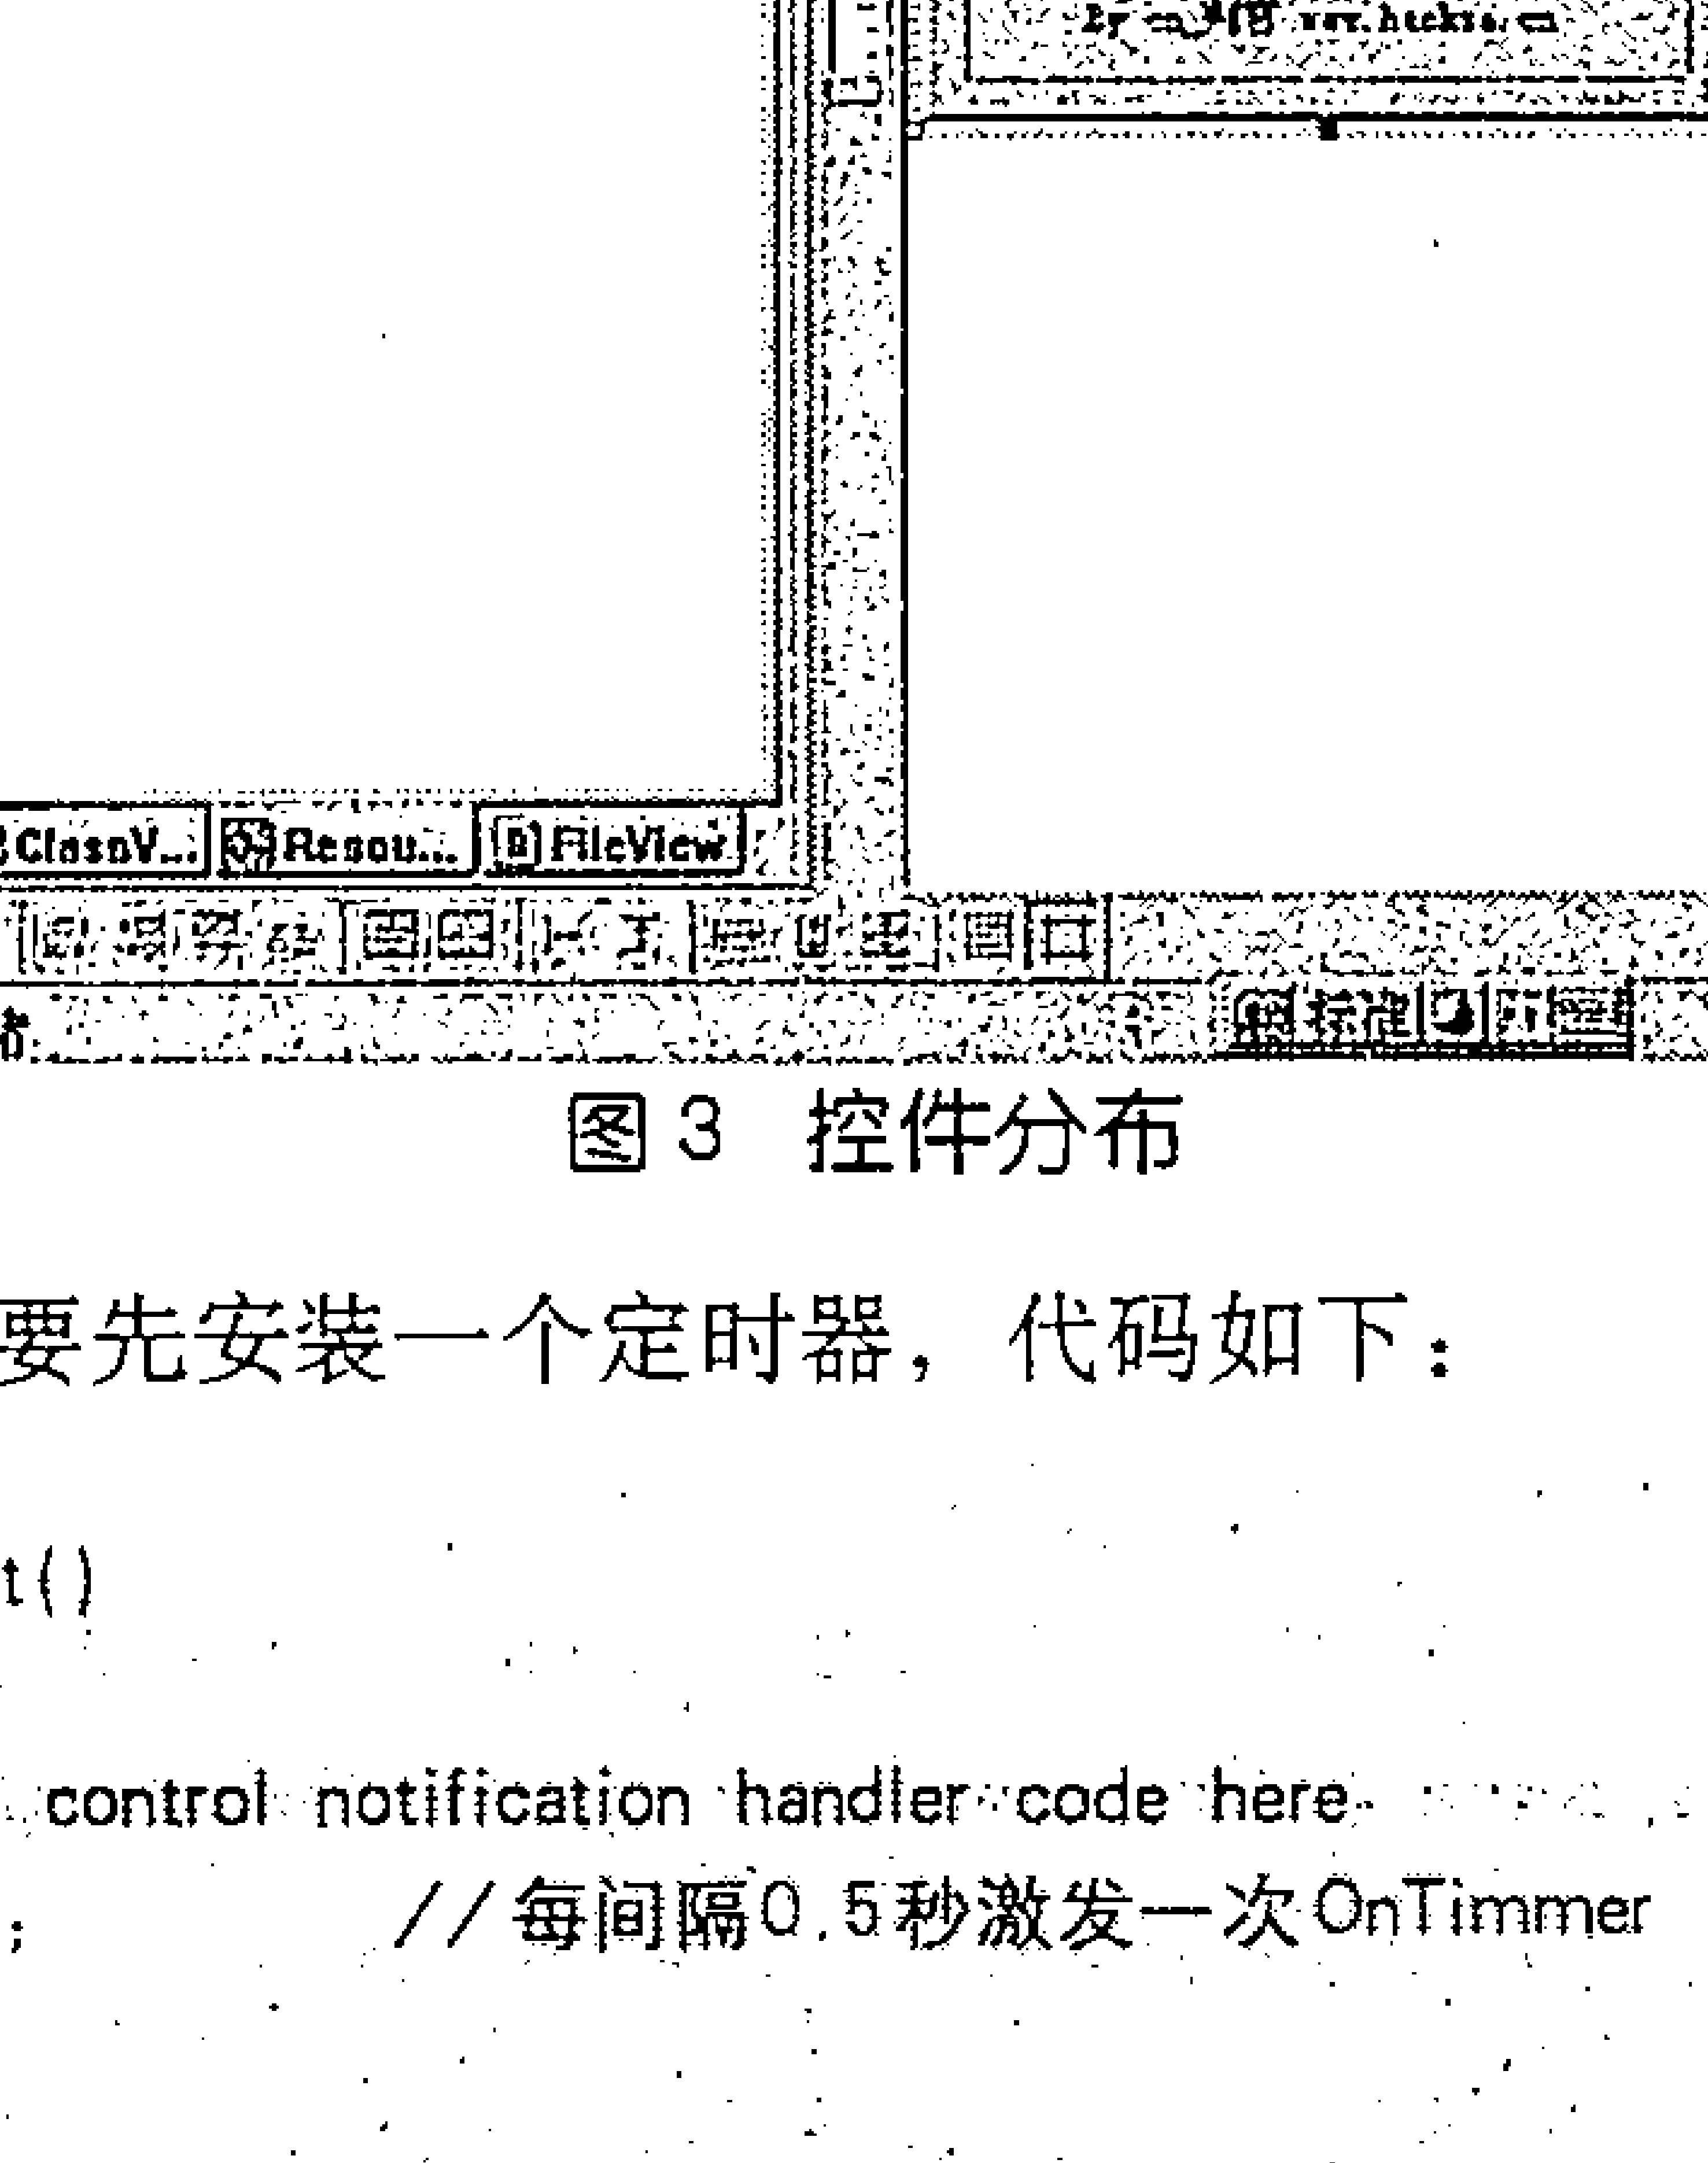 ClassV... Resou... FileView
图 3 控件分布
要先安装一个定时器，代码如下：
t()
control notification handler code here
; //每间隔0.5秒激发一次OnTimmer